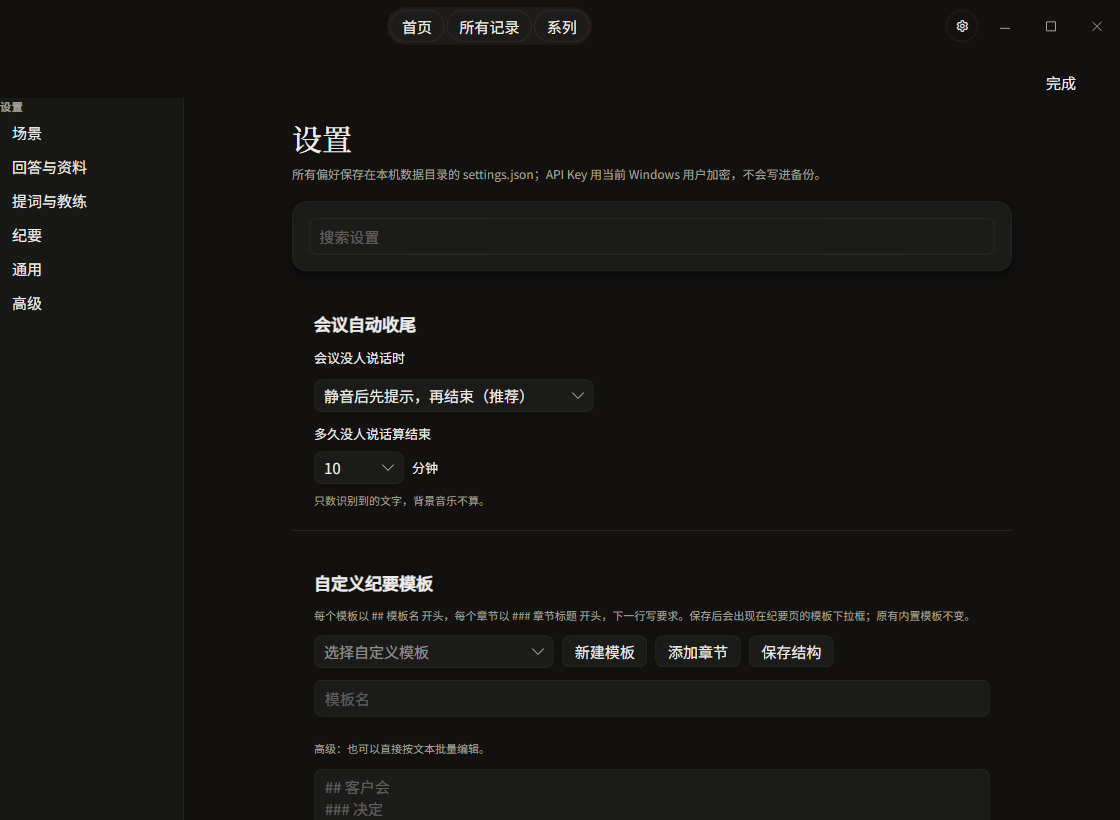 首页 所有记录 系列
完成
设置
场景
回答与资料
提词与教练
纪要
通用
高级
设置
所有偏好保存在本机数据目录的 settings.json；API Key 用当前 Windows 用户加密，不会写进备份。
搜索设置
会议自动收尾
会议没人说话时
静音后先提示，再结束（推荐）
多久没人说话算结束
10 分钟
只数识别到的文字，背景音乐不算。
自定义纪要模板
每个模板以 ## 模板名 开头，每个章节以 ### 章节标题 开头，下一行写要求。保存后会出现在纪要页的模板下拉框；原有内置模板不变。
选择自定义模板 新建模板 添加章节 保存结构
模板名
高级：也可以直接按文本批量编辑。
## 客户会
### 决定